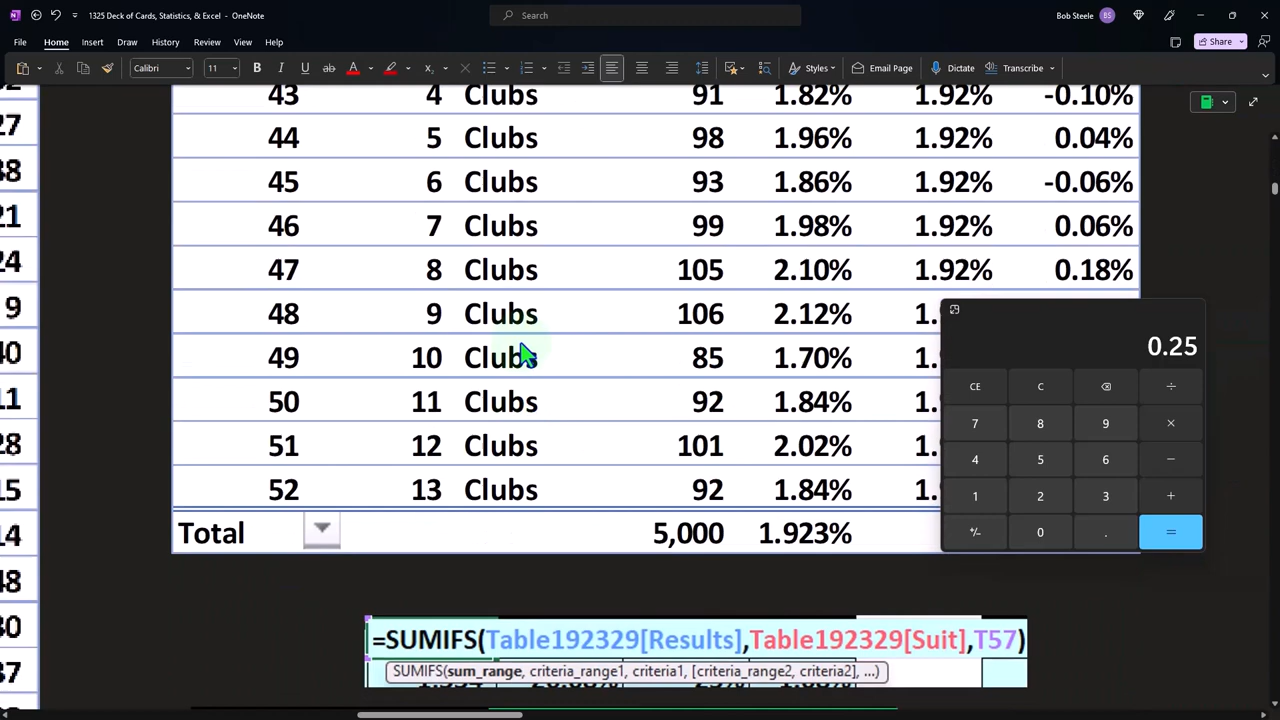 1325 Deck of Cards, Statistics, & Excel - OneNote
Search
Bob Steele
BS
File Home Insert Draw History Review View Help
Share
Calibri 11 B I U ab A Styles Email Page Dictate Transcribe
43 4 Clubs 91 1.82% 1.92% -0.10%
27
44 5 Clubs 98 1.96% 1.92% 0.04%
45 6 Clubs 93 1.86% 1.92% -0.06%
21
46 7 Clubs 99 1.98% 1.92% 0.06%
24
47 8 Clubs 105 2.10% 1.92% 0.18%
9
48 9 Clubs 106 2.12% 1.
40
49 10 Clubs 85 1.70% 1.
11
50 11 Clubs 92 1.84% 1.
28
51 12 Clubs 101 2.02% 1.
15
52 13 Clubs 92 1.84% 1.
14
Total 5,000 1.923%
48
30
37
0.25
CE C ⌫ ÷
7 8 9 ×
4 5 6 −
1 2 3 +
+/- 0 . =
=SUMIFS(Table192329[Results],Table192329[Suit],T57)
SUMIFS(sum_range, criteria_range1, criteria1, [criteria_range2, criteria2], ...)